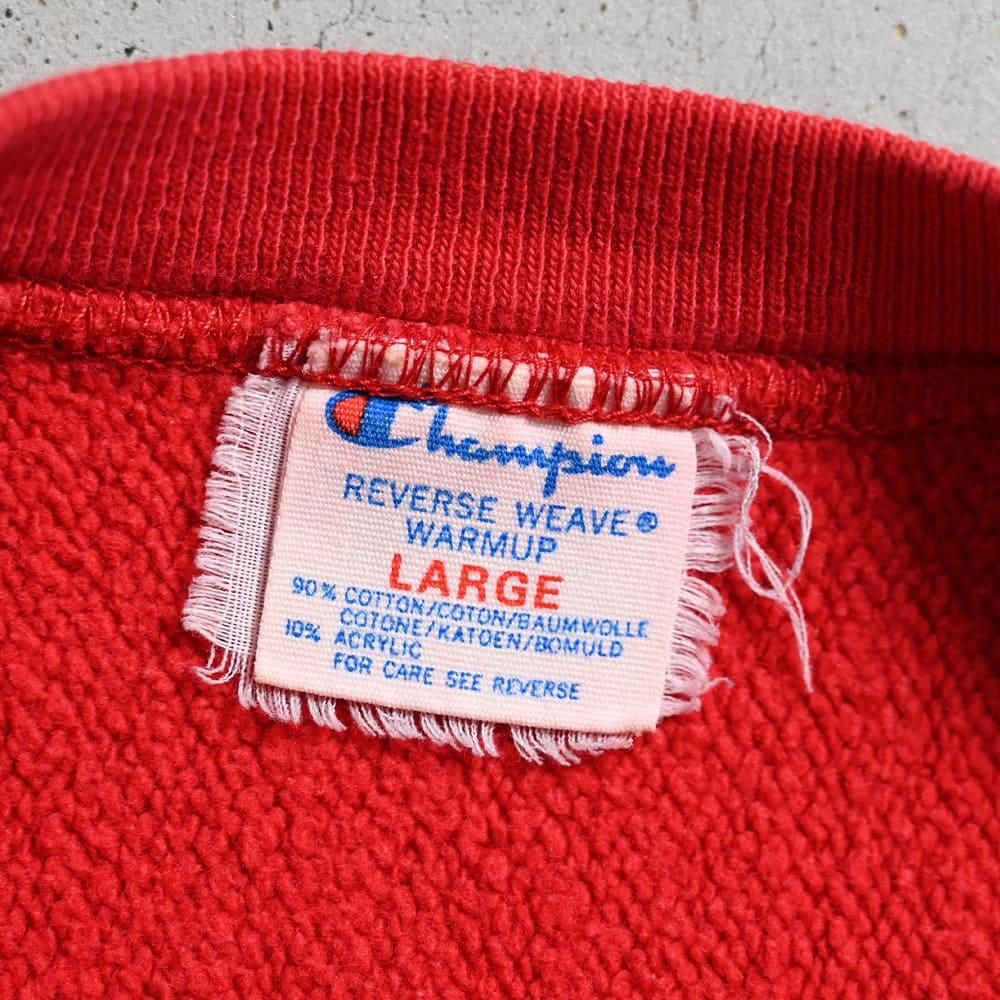 Champion
REVERSE WEAVE®
WARMUP
LARGE
90% COTTON/COTON/BAUMWOLLE
COTONE/KATOEN/BOMULD
10% ACRYLIC
FOR CARE SEE REVERSE